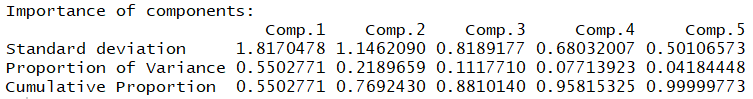 Importance of components:
Comp.1 Comp.2 Comp.3 Comp.4 Comp.5
Standard deviation 1.8170478 1.1462090 0.8189177 0.68032007 0.50106573
Proportion of Variance 0.5502771 0.2189659 0.1117710 0.07713923 0.04184448
Cumulative Proportion 0.5502771 0.7692430 0.8810140 0.95815325 0.99999773